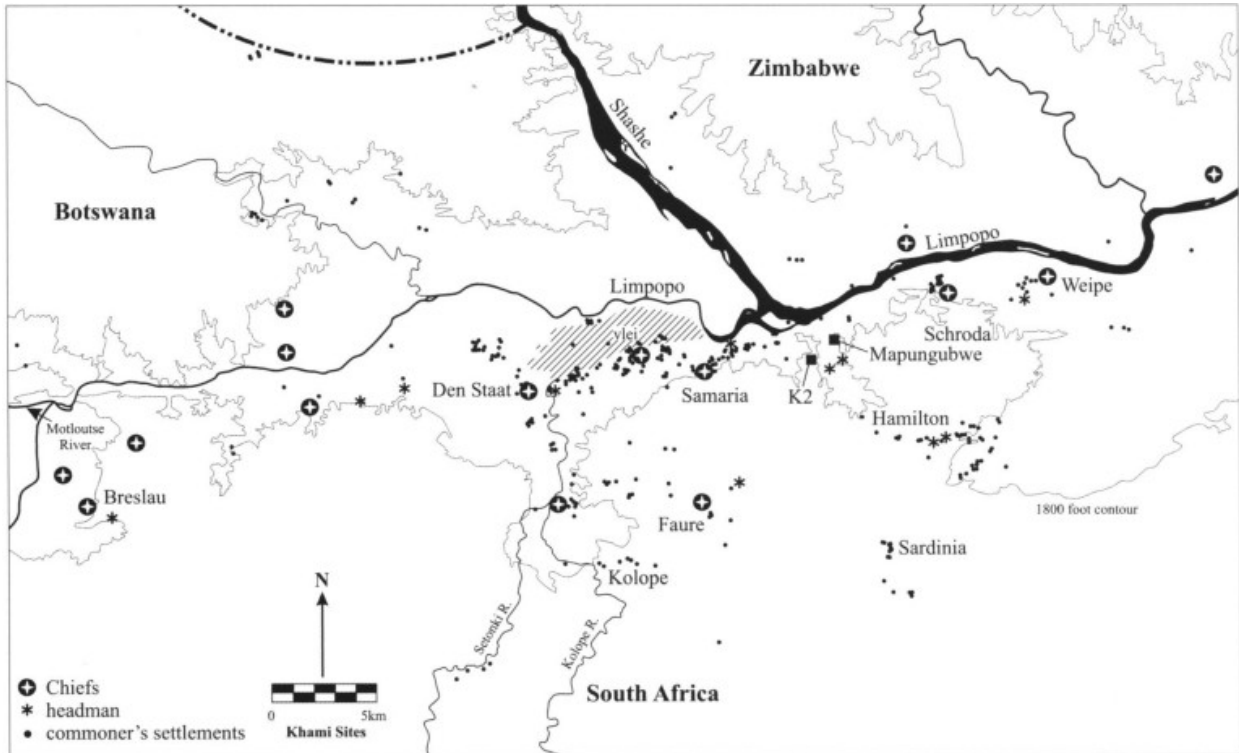 Zimbabwe
Shashe
Botswana
Limpopo
Limpopo
Weipe
vlei
Schroda
Mapungubwe
Den Staat
Samaria
K2
Motloutse
River
Hamilton
Breslau
Faure
1800 foot contour
Sardinia
Kolope
N
Setonki R.
Kolope R.
South Africa
Chiefs
headman
commoner's settlements
0
5km
Khami Sites